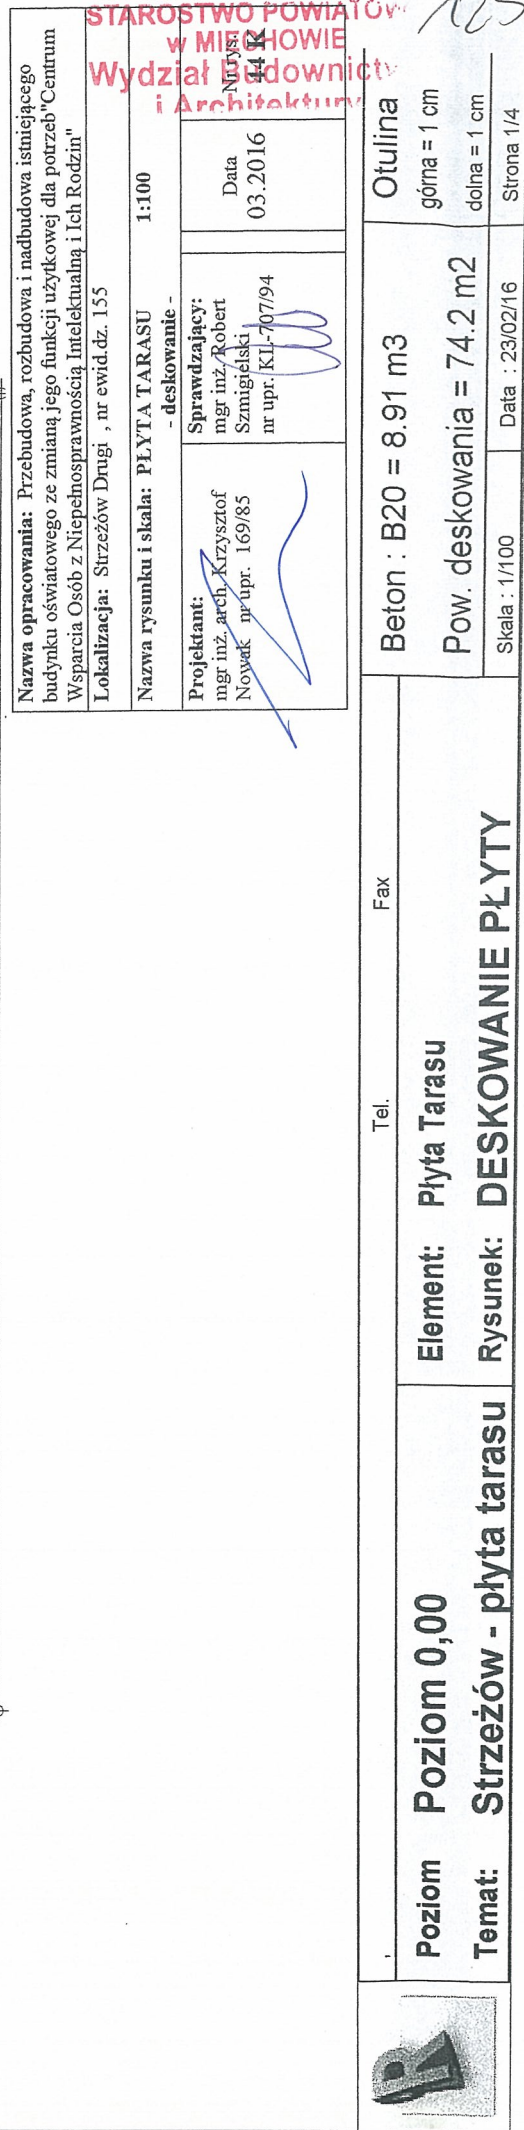 STAROSTWO POWIATOW
w MIECHOWIE
Wydział Budownictw
i Architektury
123
Nazwa opracowania: Przebudowa, rozbudowa i nadbudowa istniejącego
budynku oświatowego ze zmianą jego funkcji użytkowej dla potrzeb"Centrum
Wsparcia Osób z Niepełnosprawnością Intelektualną i Ich Rodzin"
Lokalizacja: Strzeżów Drugi , nr ewid.dz. 155
Nazwa rysunku i skala: PŁYTA TARASU 1:100
- deskowanie -
Projektant:
mgr inż. arch. Krzysztof
Nowak nr upr. 169/85
Sprawdzający:
mgr inż. Robert
Szmigielski
nr upr. KL-707/94
Data
03.2016
Nr rys.
44 K
Tel. Fax
Poziom Poziom 0,00
Temat: Strzeżów - płyta tarasu
Element: Płyta Tarasu
Rysunek: DESKOWANIE PŁYTY
Beton : B20 = 8.91 m3
Pow. deskowania = 74.2 m2
Skala : 1/100
Data : 23/02/16
Otulina
górna = 1 cm
dolna = 1 cm
Strona 1/4
R